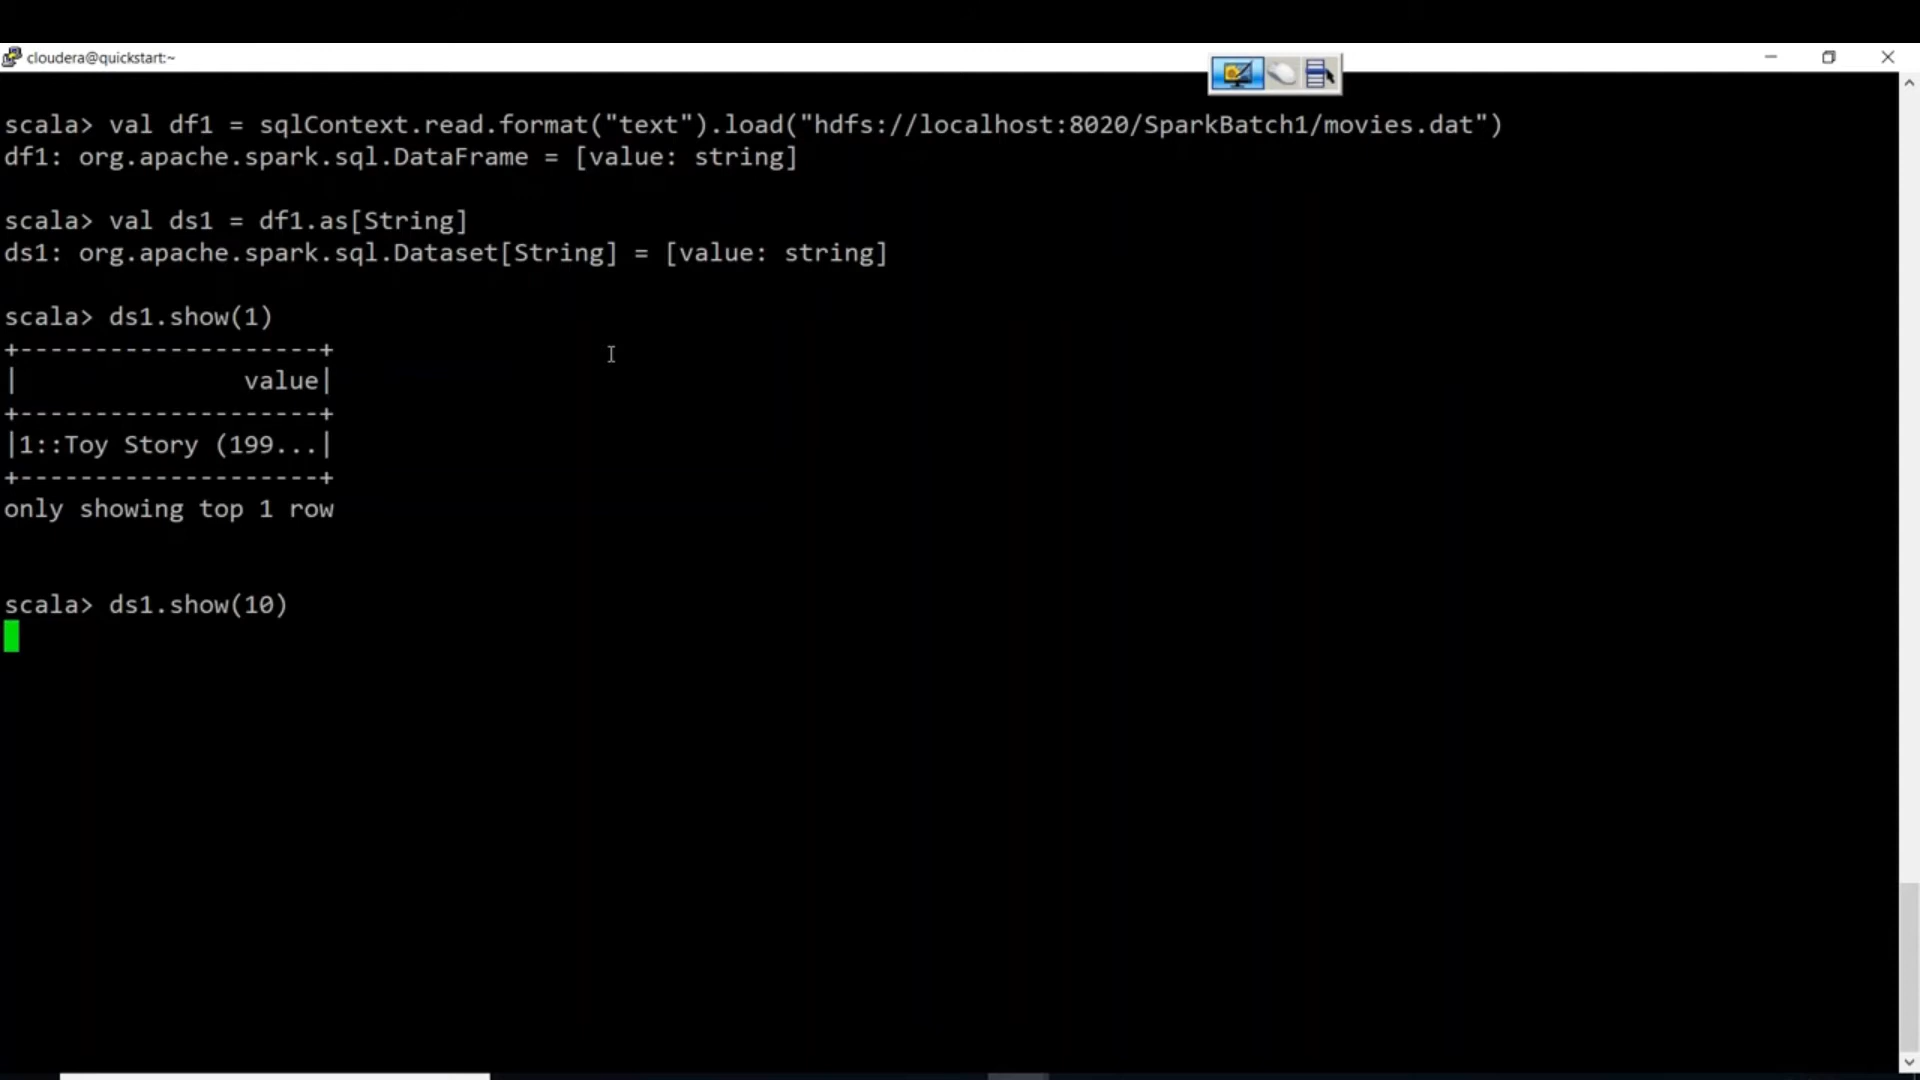 cloudera@quickstart:~
scala> val df1 = sqlContext.read.format("text").load("hdfs://localhost:8020/SparkBatch1/movies.dat")
df1: org.apache.spark.sql.DataFrame = [value: string]
scala> val ds1 = df1.as[String]
ds1: org.apache.spark.sql.Dataset[String] = [value: string]
scala> ds1.show(1)
+--------------------+
|               value|
+--------------------+
|1::Toy Story (199...|
+--------------------+
only showing top 1 row
scala> ds1.show(10)